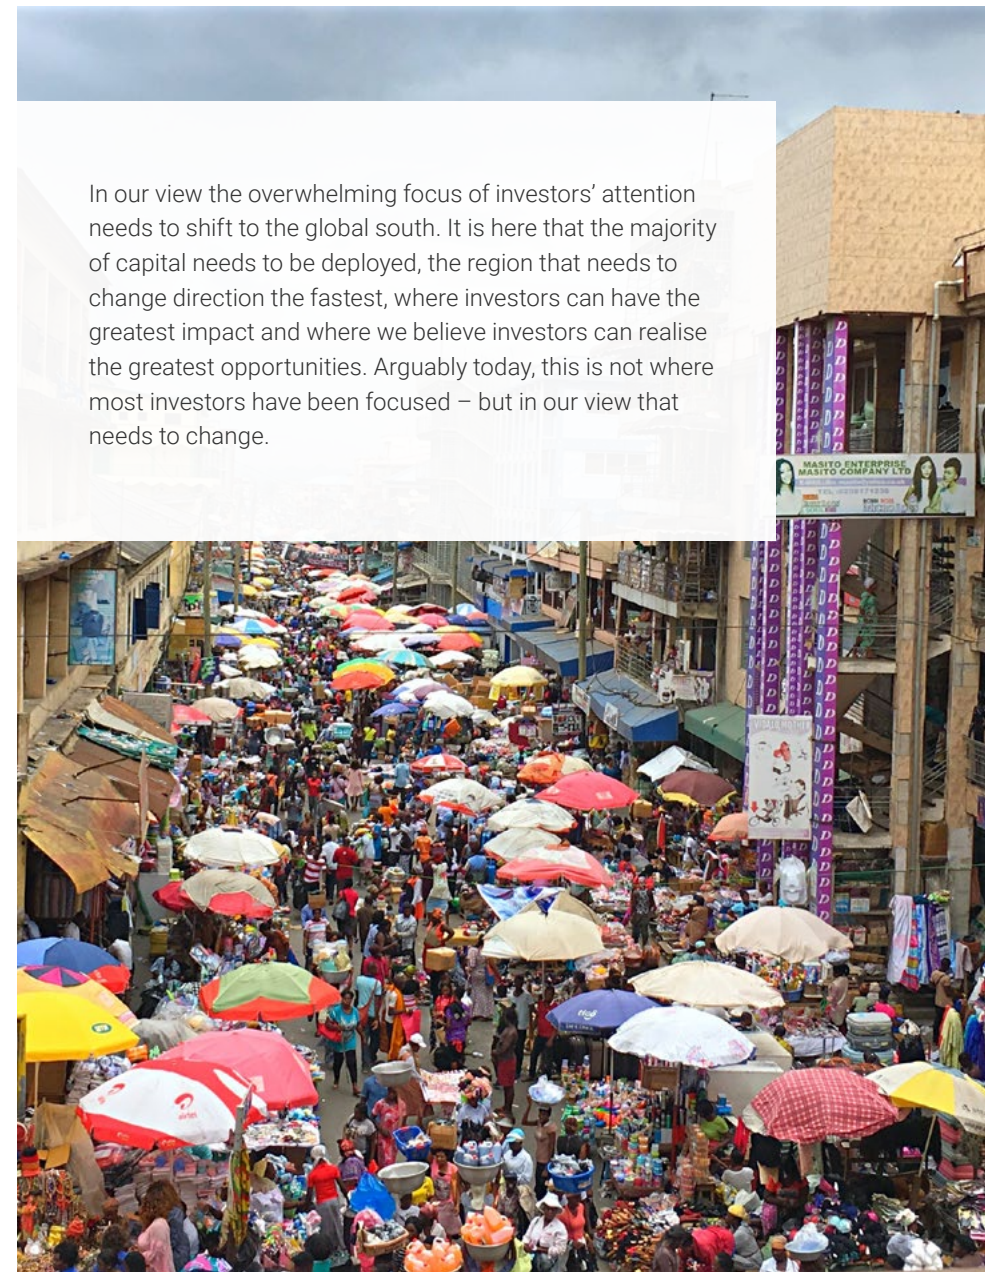 In our view the overwhelming focus of investors’ attention
needs to shift to the global south. It is here that the majority
of capital needs to be deployed, the region that needs to
change direction the fastest, where investors can have the
greatest impact and where we believe investors can realise
the greatest opportunities. Arguably today, this is not where
most investors have been focused – but in our view that
needs to change.
MASITO ENTERPRISE
MASITO COMPANY LTD
tigo
airtel